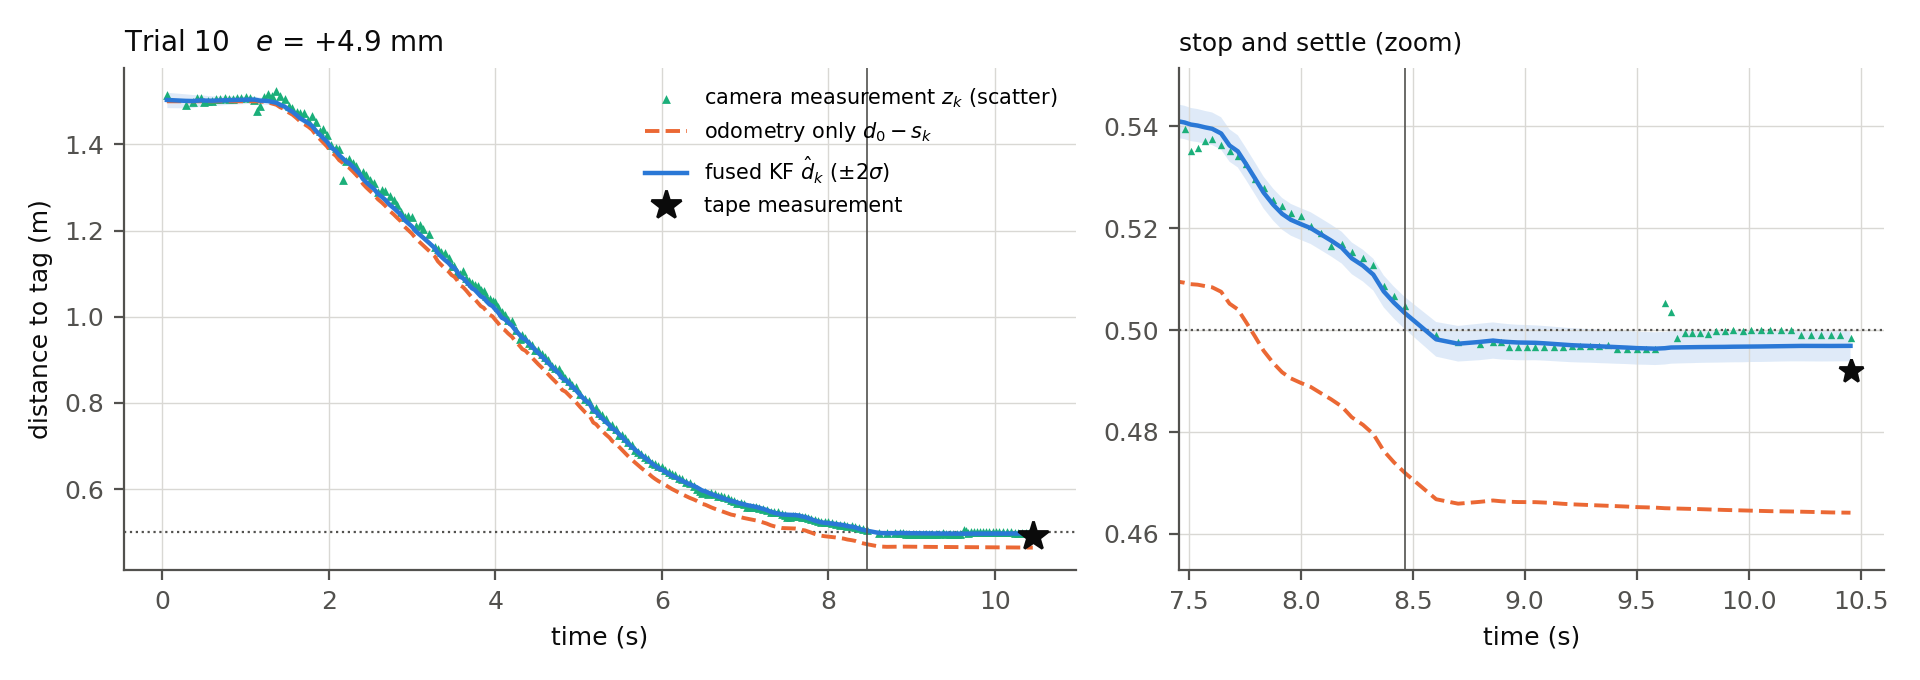 Trial 10 e = +4.9 mm
camera measurement z_k (scatter)
odometry only d_0 − s_k
fused KF d̂_k (±2σ)
tape measurement
distance to tag (m)
1.4
1.2
1.0
0.8
0.6
0 2 4 6 8 10
time (s)
stop and settle (zoom)
0.54
0.52
0.50
0.48
0.46
7.5 8.0 8.5 9.0 9.5 10.0 10.5
time (s)